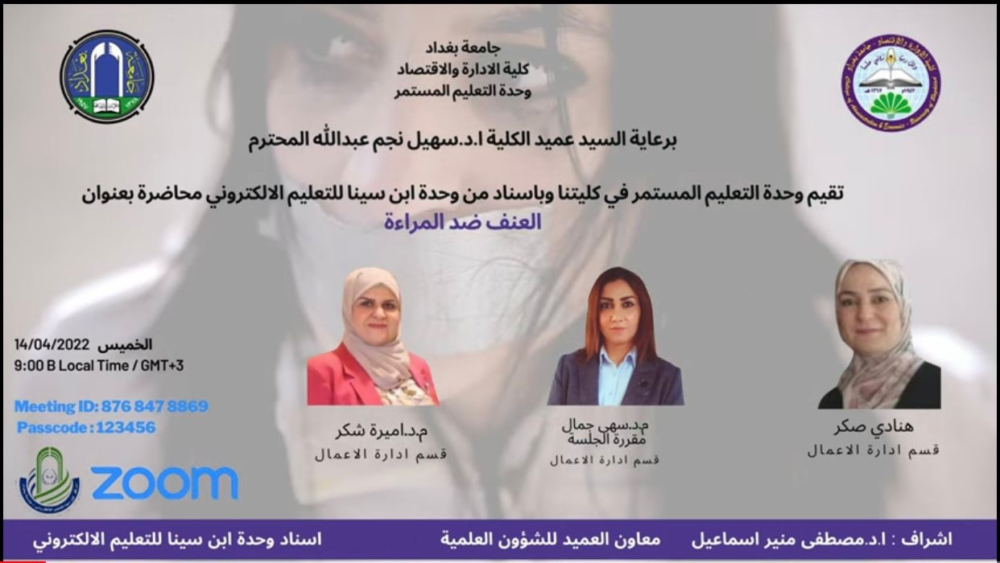 جامعة بغداد
كلية الادارة والاقتصاد
وحدة التعليم المستمر
برعاية السيد عميد الكلية ا.د.سهيل نجم عبدالله المحترم
تقيم وحدة التعليم المستمر في كليتنا وباسناد من وحدة ابن سينا للتعليم الالكتروني محاضرة بعنوان
العنف ضد المراءة
هنادي صكر
قسم ادارة الاعمال
م.د.سهى جمال
مقررة الجلسة
قسم ادارة الاعمال
م.د.اميرة شكر
قسم ادارة الاعمال
الخميس 14/04/2022
9:00 B Local Time / GMT+3
Meeting ID: 876 847 8869
Passcode : 123456
zoom
اشراف : ا.د.مصطفى منير اسماعيل معاون العميد للشؤون العلمية اسناد وحدة ابن سينا للتعليم الالكتروني